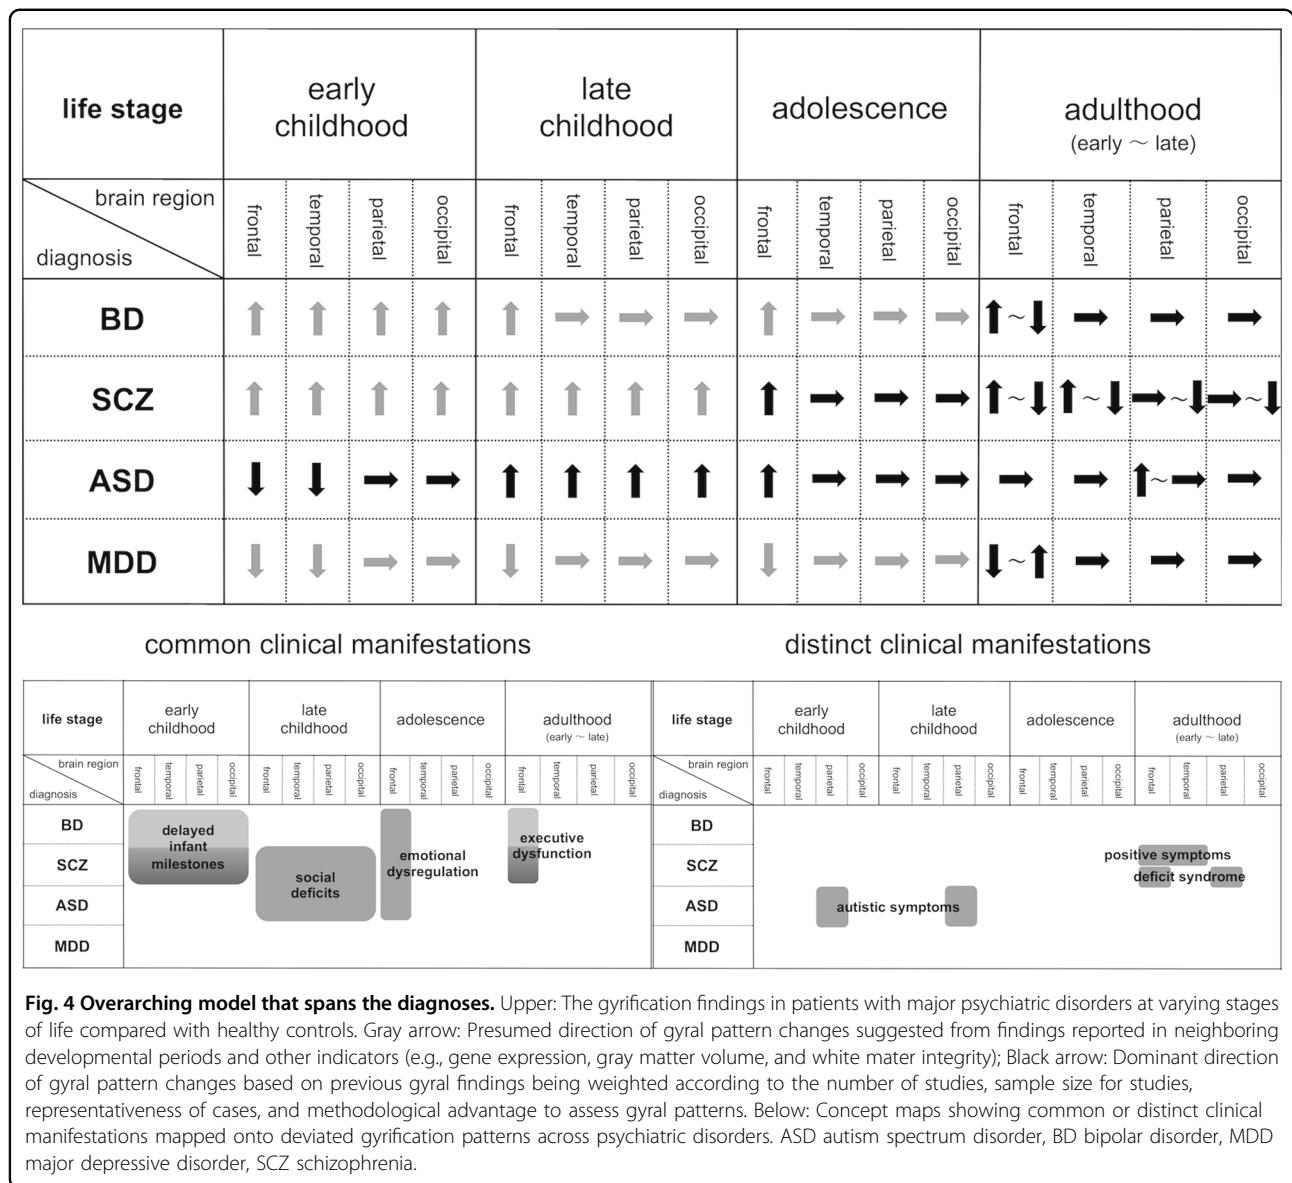 life stage
early
childhood
late
childhood
adolescence
adulthood
(early ～ late)
brain region
diagnosis
frontal
temporal
parietal
occipital
frontal
temporal
parietal
occipital
frontal
temporal
parietal
occipital
frontal
temporal
parietal
occipital
BD
↑ ↑ ↑ ↑ ↑ → → → ↑ → → → ↑～↓ → → →
SCZ
↑ ↑ ↑ ↑ ↑ ↑ ↑ ↑ ↑ → → → ↑～↓ ↑～↓ →～↓ →～↓
ASD
↓ ↓ → → ↑ ↑ ↑ ↑ ↑ → → → → → ↑～→ →
MDD
↓ ↓ → → ↓ → → → ↓ → → → ↓～↑ → → →
common clinical manifestations
life stage
early
childhood
late
childhood
adolescence
adulthood
(early ～ late)
brain region
diagnosis
frontal
temporal
parietal
occipital
frontal
temporal
parietal
occipital
frontal
temporal
parietal
occipital
frontal
temporal
parietal
occipital
BD
SCZ
ASD
MDD
delayed
infant
milestones
social
deficits
emotional
dysregulation
executive
dysfunction
distinct clinical manifestations
life stage
early
childhood
late
childhood
adolescence
adulthood
(early ～ late)
brain region
diagnosis
frontal
temporal
parietal
occipital
frontal
temporal
parietal
occipital
frontal
temporal
parietal
occipital
frontal
temporal
parietal
occipital
BD
SCZ
ASD
MDD
positive symptoms
deficit syndrome
autistic symptoms
Fig. 4 Overarching model that spans the diagnoses. Upper: The gyrification findings in patients with major psychiatric disorders at varying stages
of life compared with healthy controls. Gray arrow: Presumed direction of gyral pattern changes suggested from findings reported in neighboring
developmental periods and other indicators (e.g., gene expression, gray matter volume, and white mater integrity); Black arrow: Dominant direction
of gyral pattern changes based on previous gyral findings being weighted according to the number of studies, sample size for studies,
representativeness of cases, and methodological advantage to assess gyral patterns. Below: Concept maps showing common or distinct clinical
manifestations mapped onto deviated gyrification patterns across psychiatric disorders. ASD autism spectrum disorder, BD bipolar disorder, MDD
major depressive disorder, SCZ schizophrenia.